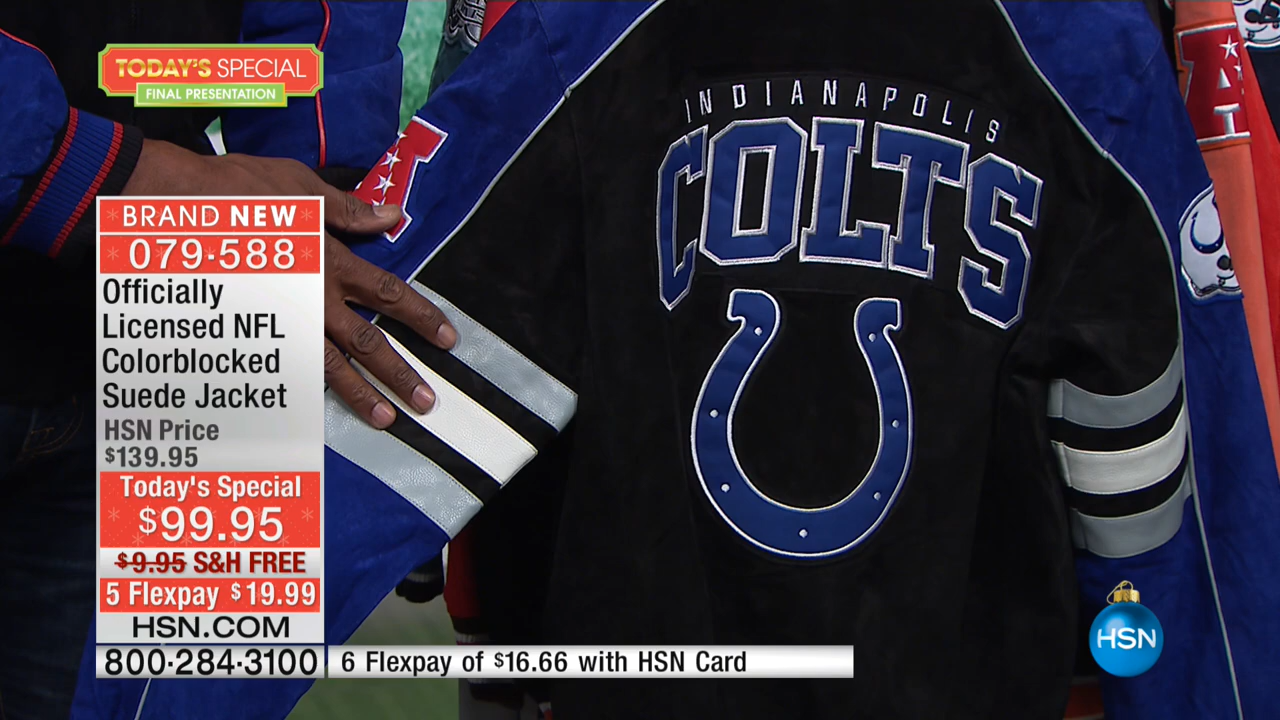 TODAY'S SPECIAL
FINAL PRESENTATION
BRAND NEW
079·588
Officially
Licensed NFL
Colorblocked
Suede Jacket
HSN Price
$139.95
Today's Special
$99.95
$9.95 S&H FREE
5 Flexpay $19.99
HSN.COM
800·284·3100
6 Flexpay of $16.66 with HSN Card
INDIANAPOLIS
COLTS
HSN